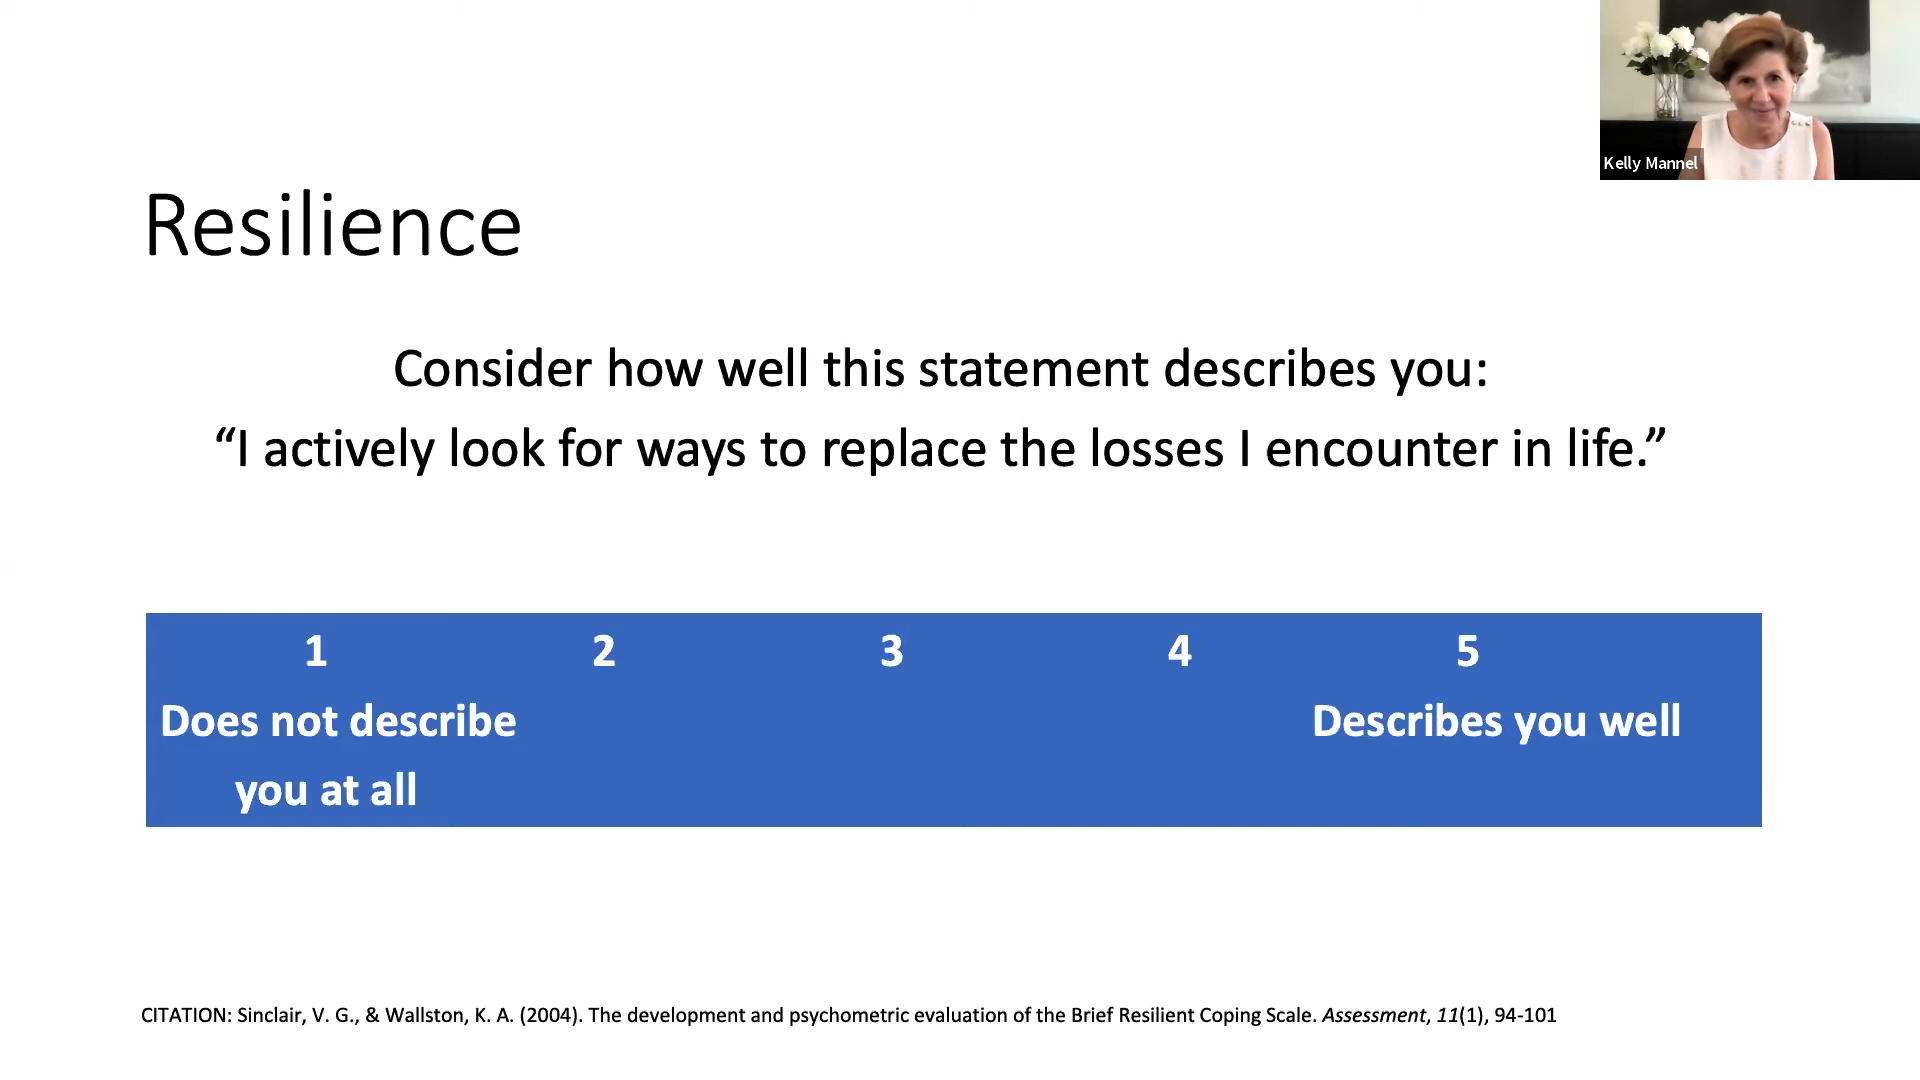 Kelly Mannel
Resilience
Consider how well this statement describes you:
“I actively look for ways to replace the losses I encounter in life.”
1 2 3 4 5
Does not describe Describes you well
you at all
CITATION: Sinclair, V. G., & Wallston, K. A. (2004). The development and psychometric evaluation of the Brief Resilient Coping Scale. Assessment, 11(1), 94-101